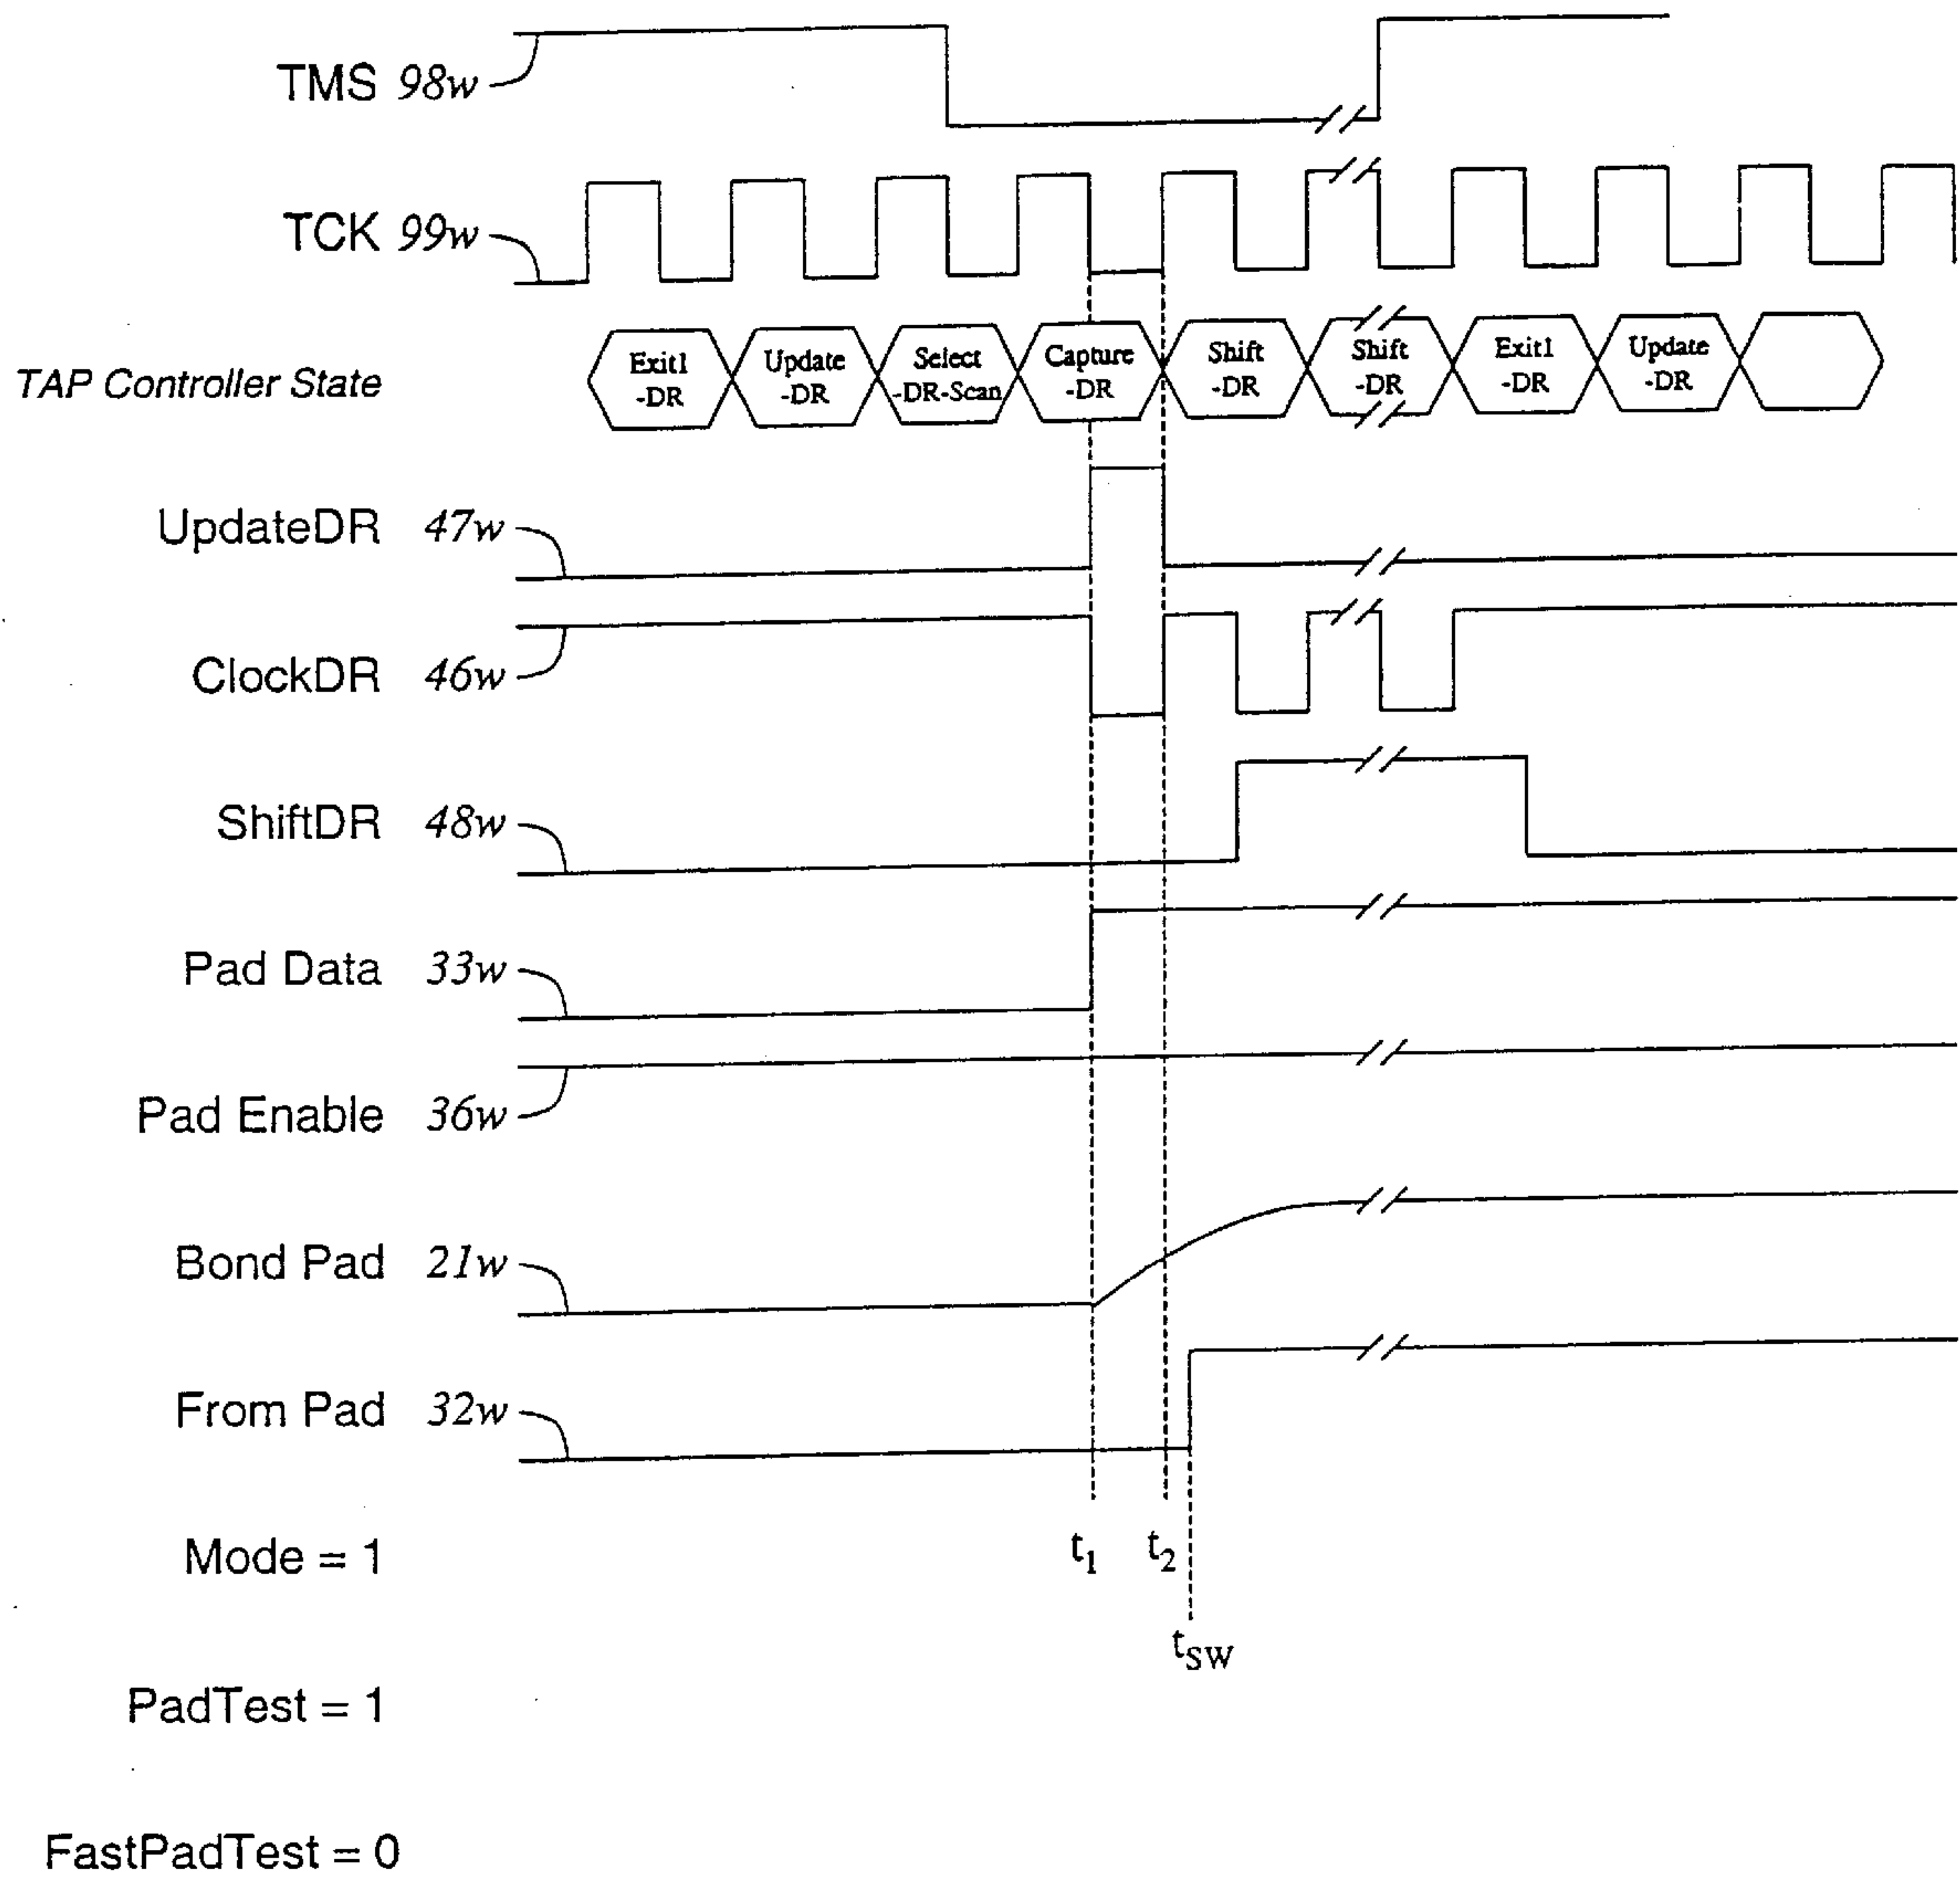 TMS 98w
TCK 99w
TAP Controller State
Exit1
-DR
Update
-DR
Select
-DR-Scan
Capture
-DR
Shift
-DR
Shift
-DR
Exit1
-DR
Update
-DR
UpdateDR 47w
ClockDR 46w
ShiftDR 48w
Pad Data 33w
Pad Enable 36w
Bond Pad 21w
From Pad 32w
t1
t2
tSW
Mode = 1
PadTest = 1
FastPadTest = 0